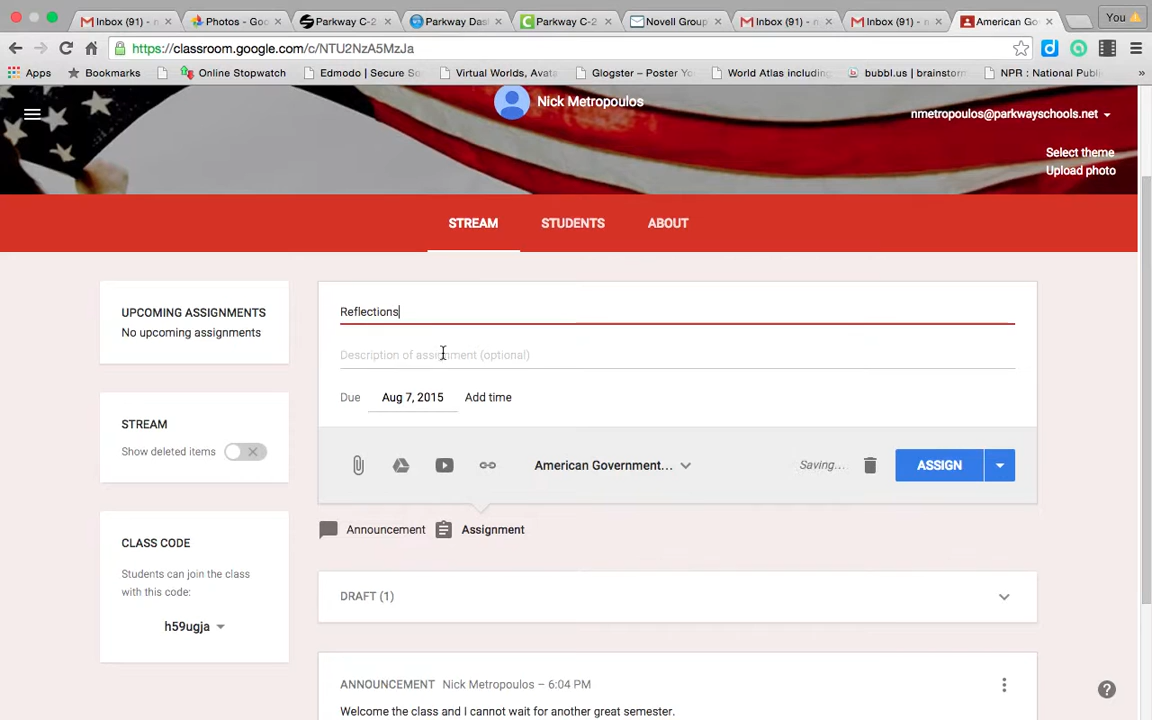 Inbox (91) - n
Photos - Goo
Parkway C-2
Parkway Das
Parkway C-2
Novell Group
Inbox (91) - n
Inbox (91) - n
American Go
You
https://classroom.google.com/c/NTU2NzA5MzJa
Apps
Bookmarks
Online Stopwatch
Edmodo | Secure So
Virtual Worlds, Avata
Glogster – Poster Yo
World Atlas including
bubbl.us | brainstorm
NPR : National Publi
»
Nick Metropoulos
nmetropoulos@parkwayschools.net
Select theme
Upload photo
STREAM
STUDENTS
ABOUT
UPCOMING ASSIGNMENTS
No upcoming assignments
STREAM
Show deleted items
CLASS CODE
Students can join the class
with this code:
h59ugja
Reflections
Description of assignment (optional)
Due Aug 7, 2015 Add time
American Government...
Saving...
ASSIGN
Announcement
Assignment
DRAFT (1)
ANNOUNCEMENT Nick Metropoulos – 6:04 PM
Welcome the class and I cannot wait for another great semester.